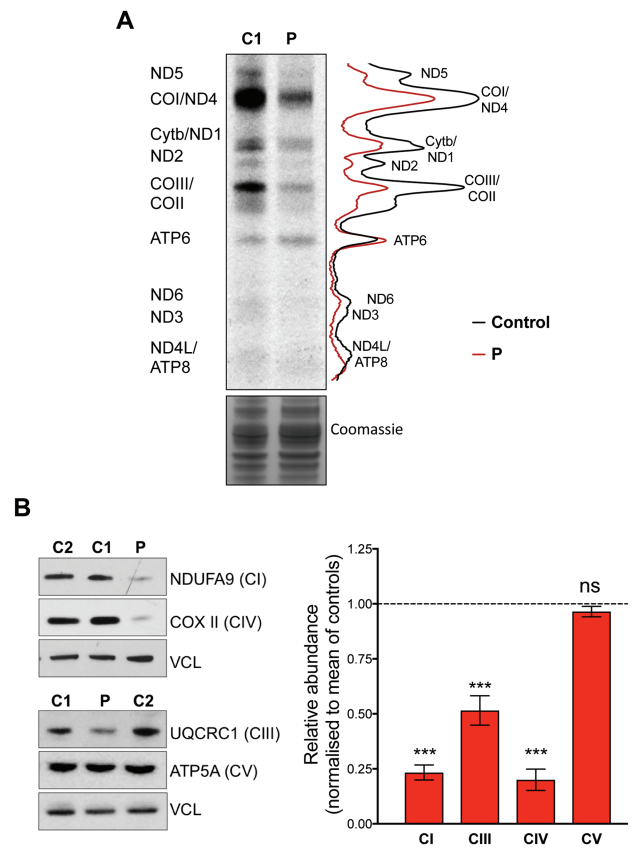 A
C1 P
ND5
COI/ND4
Cytb/ND1
ND2
COIII/
COII
ATP6
ND6
ND3
ND4L/
ATP8
ND5
COI/
ND4
Cytb/
ND1
ND2
COIII/
COII
ATP6
ND6
ND3
ND4L/
ATP8
Control
P
Coomassie
B
C2 C1 P
NDUFA9 (CI)
COX II (CIV)
VCL
C1 P C2
UQCRC1 (CIII)
ATP5A (CV)
VCL
Relative abundance
(normalised to mean of controls)
1.25
1.00
0.75
0.50
0.25
0.00
***
***
***
ns
CI CIII CIV CV